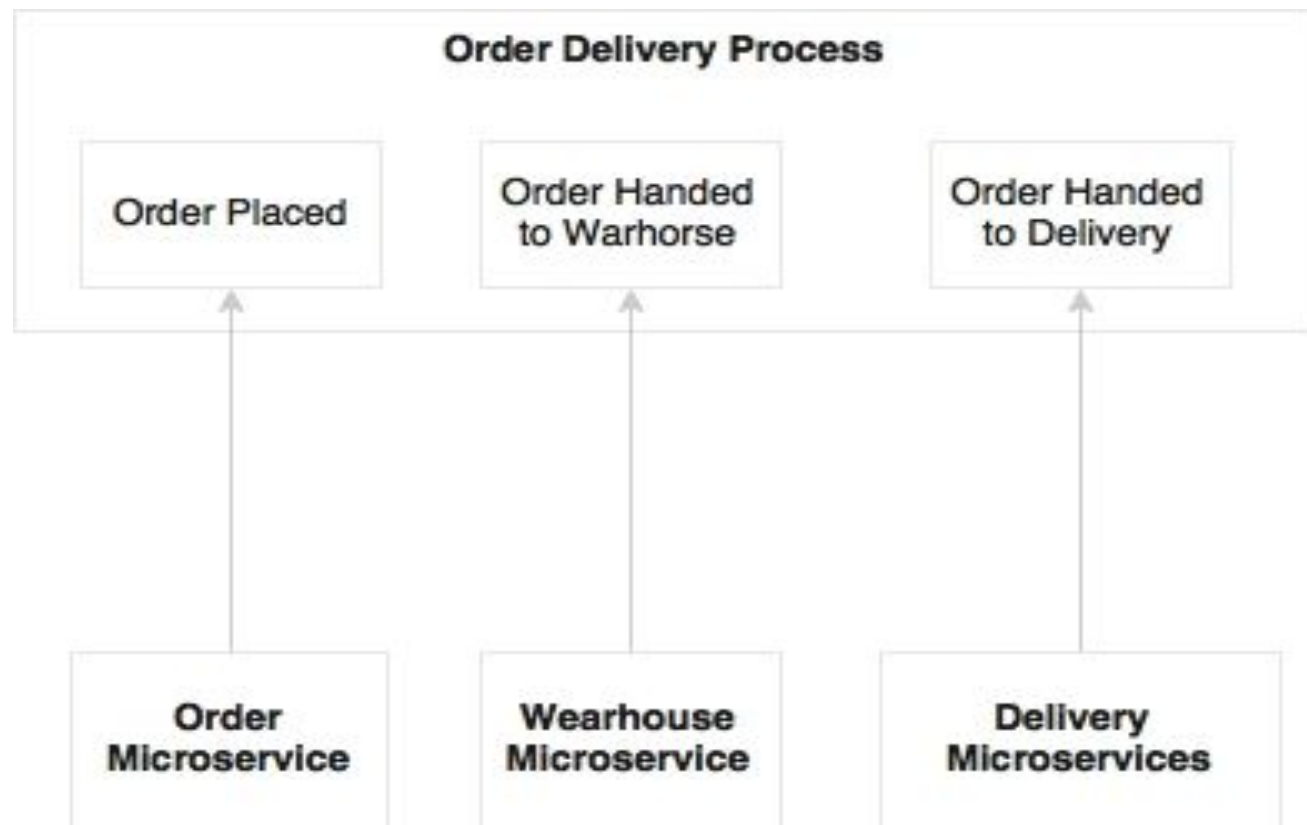 Order Delivery Process
Order Placed
Order Handed
to Warhorse
Order Handed
to Delivery
Order
Microservice
Wearhouse
Microservice
Delivery
Microservices